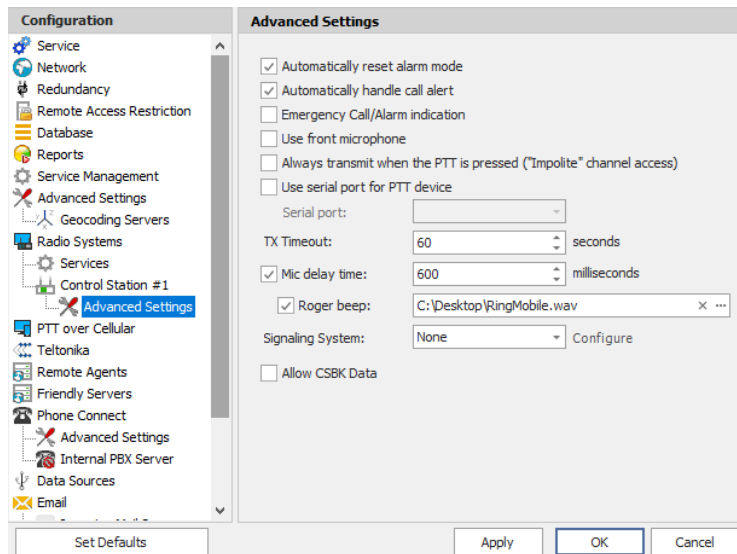 Configuration
Service
Network
Redundancy
Remote Access Restriction
Database
Reports
Service Management
Advanced Settings
Geocoding Servers
Radio Systems
Services
Control Station #1
Advanced Settings
PTT over Cellular
Teltonika
Remote Agents
Friendly Servers
Phone Connect
Advanced Settings
Internal PBX Server
Data Sources
Email
Set Defaults
Advanced Settings
Automatically reset alarm mode
Automatically handle call alert
Emergency Call/Alarm indication
Use front microphone
Always transmit when the PTT is pressed ("Impolite" channel access)
Use serial port for PTT device
Serial port:
TX Timeout: 60 seconds
Mic delay time: 600 milliseconds
Roger beep: C:\Desktop\RingMobile.wav
Signaling System: None Configure
Allow CSBK Data
Apply OK Cancel